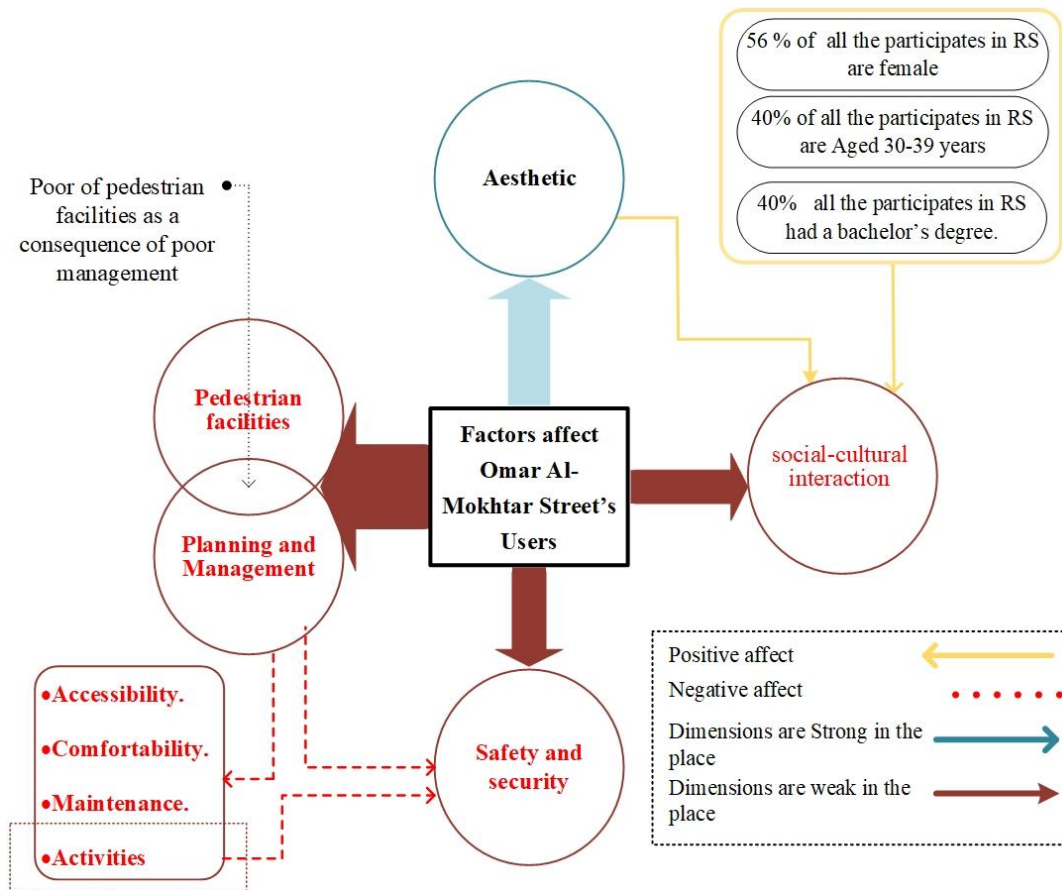 56 % of all the participates in RS
are female
40% of all the participates in RS
are Aged 30-39 years
40% all the participates in RS
had a bachelor's degree.
Aesthetic
Poor of pedestrian
facilities as a
consequence of poor
management
Pedestrian
facilities
Planning and
Management
Factors affect
Omar Al-
Mokhtar Street's
Users
social-cultural
interaction
•Accessibility.
•Comfortability.
•Maintenance.
•Activities
Safety and
security
Positive affect
Negative affect
Dimensions are Strong in the
place
Dimensions are weak in the
place